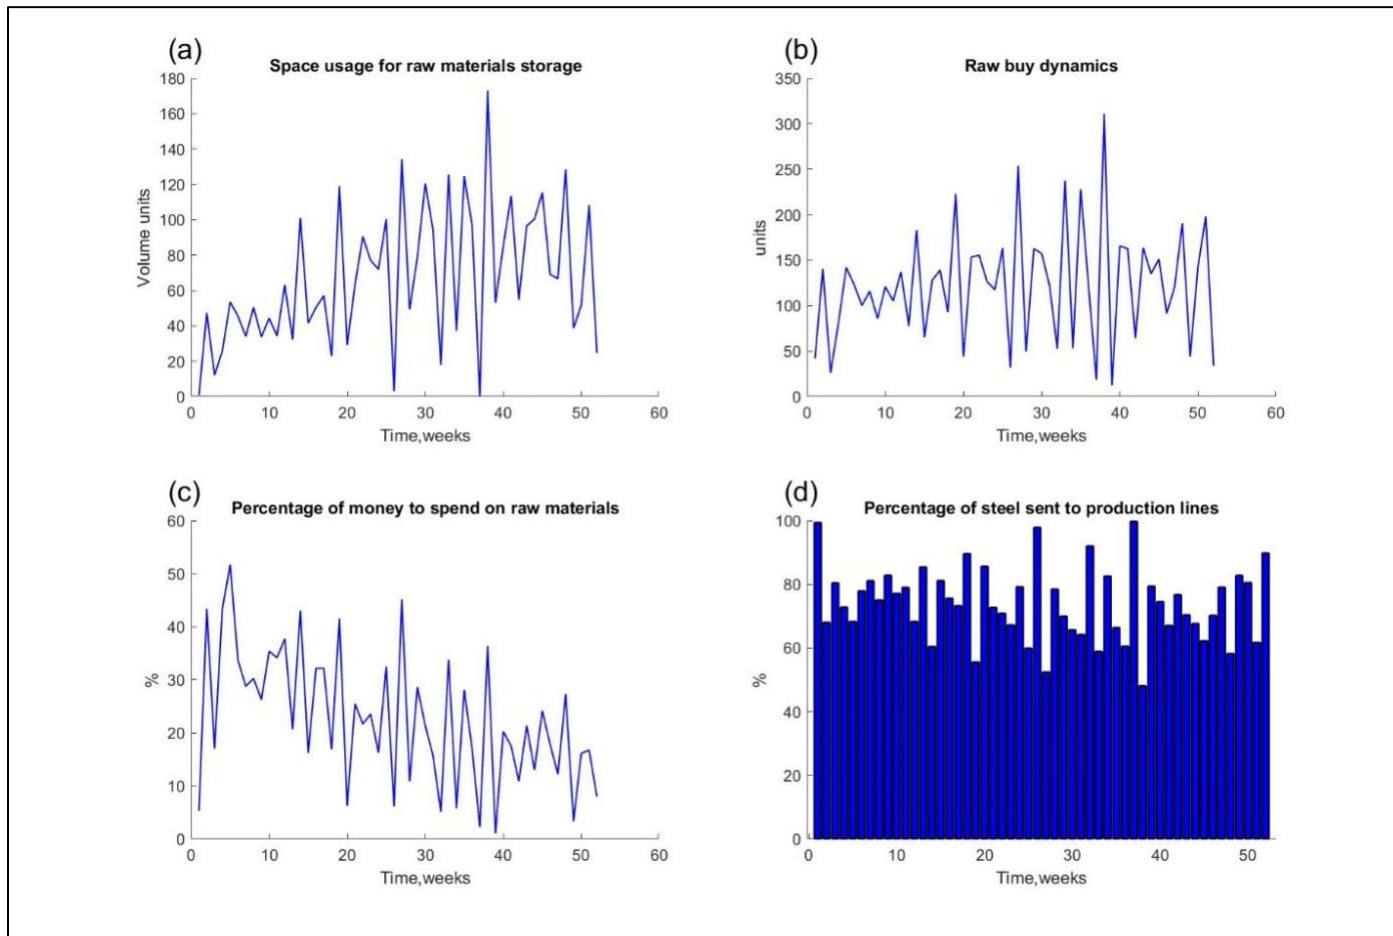 (a)
Space usage for raw materials storage
180
160
140
120
100
80
60
40
20
0
Volume units
0 10 20 30 40 50 60
Time,weeks
(b)
Raw buy dynamics
350
300
250
200
150
100
50
0
units
0 10 20 30 40 50 60
Time,weeks
(c)
Percentage of money to spend on raw materials
60
50
40
30
20
10
0
%
0 10 20 30 40 50 60
Time,weeks
(d)
Percentage of steel sent to production lines
100
80
60
40
20
0
%
0 10 20 30 40 50
Time,weeks